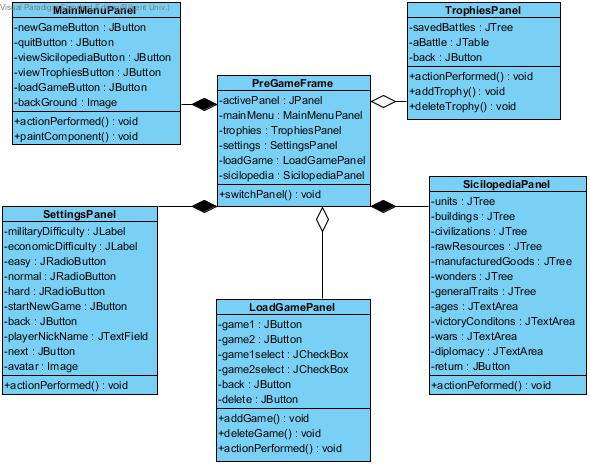 MainMenuPanel
-newGameButton : JButton
-quitButton : JButton
-viewSicilopediaButton : JButton
-viewTrophiesButton : JButton
-loadGameButton : JButton
-backGround : Image
+actionPerformed() : void
+paintComponent() : void
TrophiesPanel
-savedBattles : JTree
-aBattle : JTable
-back : JButton
+actionPerformed() : void
+addTrophy() : void
+deleteTrophy() : void
PreGameFrame
-activePanel : JPanel
-mainMenu : MainMenuPanel
-trophies : TrophiesPanel
-settings : SettingsPanel
-loadGame : LoadGamePanel
-sicilopedia : SicilopediaPanel
+switchPanel() : void
SettingsPanel
-militaryDifficulty : JLabel
-economicDifficulty : JLabel
-easy : JRadioButton
-normal : JRadioButton
-hard : JRadioButton
-startNewGame : JButton
-back : JButton
-playerNickName : JTextField
-next : JButton
-avatar : Image
+actionPerformed() : void
SicilopediaPanel
-units : JTree
-buildings : JTree
-civilizations : JTree
-rawResources : JTree
-manufacturedGoods : JTree
-wonders : JTree
-generalTraits : JTree
-ages : JTextArea
-victoryConditons : JTextArea
-wars : JTextArea
-diplomacy : JTextArea
-return : JButton
+actionPeformed() : void
LoadGamePanel
-game1 : JButton
-game2 : JButton
-game1select : JCheckBox
-game2select : JCheckBox
-back : JButton
-delete : JButton
+addGame() : void
+deleteGame() : void
+actionPerformed() : void